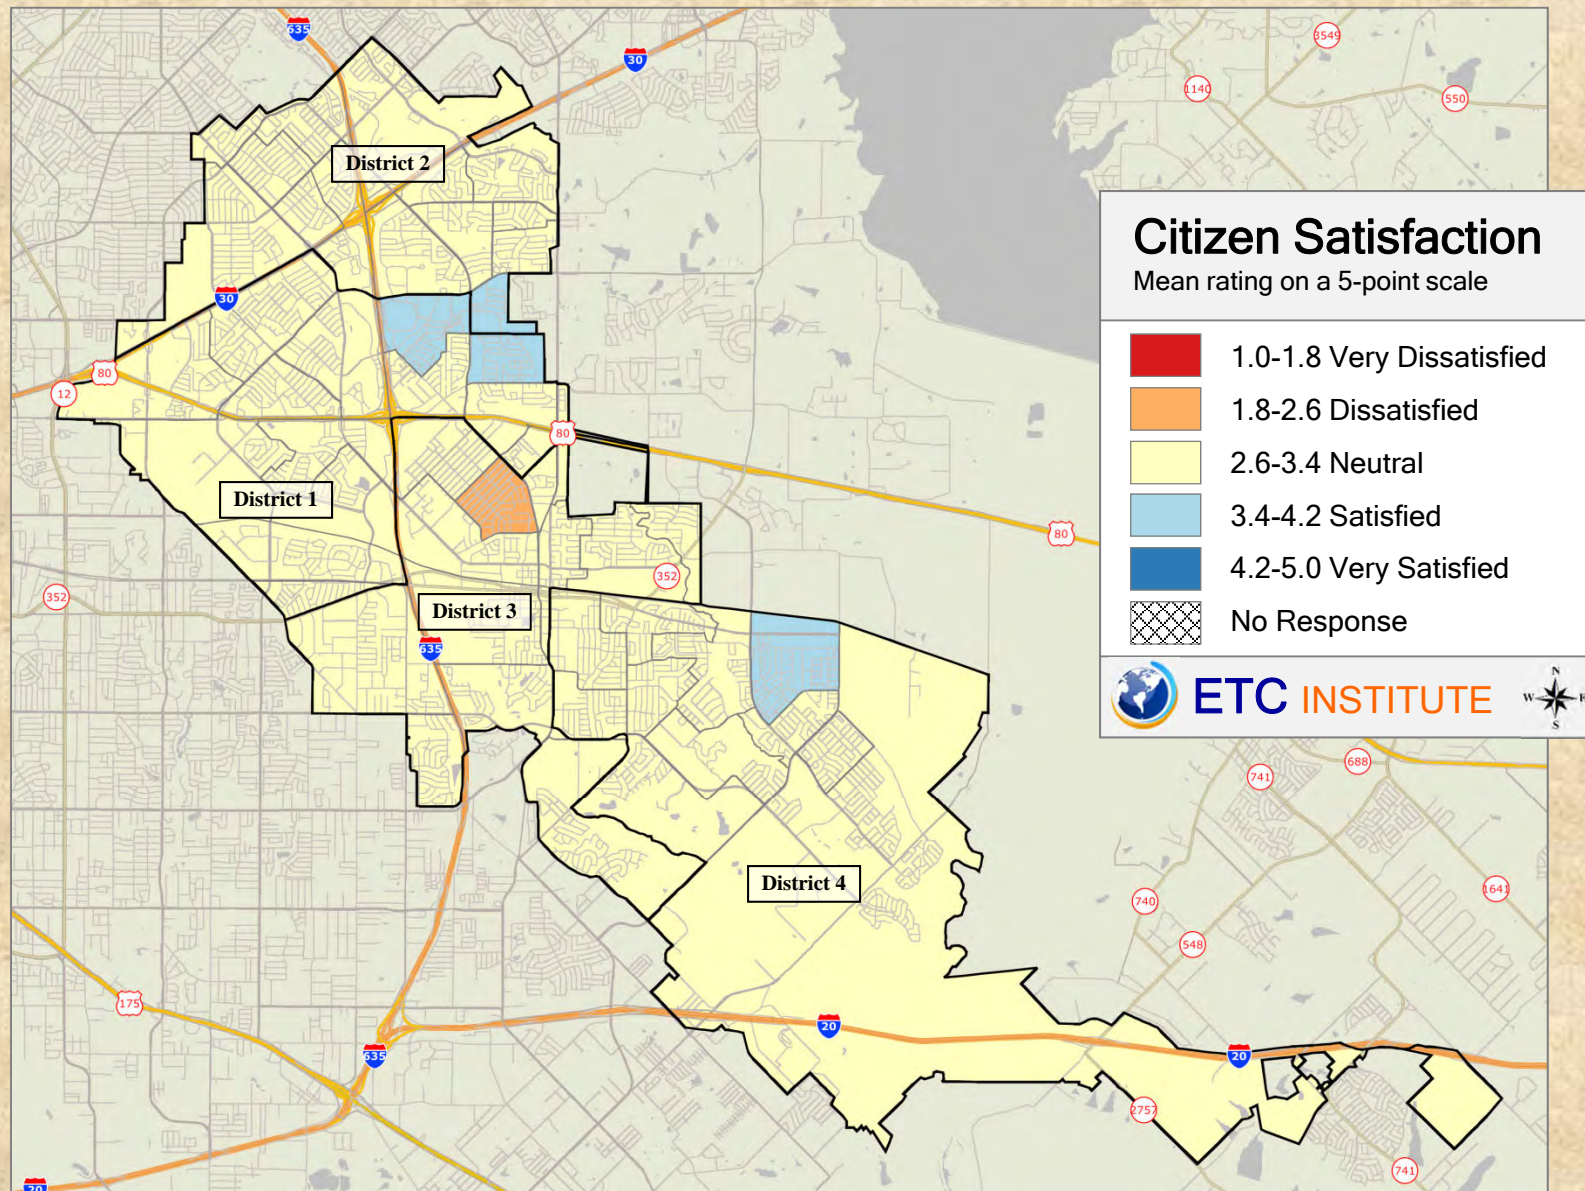 635
30
3549
1140
550
District 2
Citizen Satisfaction
Mean rating on a 5-point scale
30
80
12
1.0-1.8 Very Dissatisfied
1.8-2.6 Dissatisfied
80
2.6-3.4 Neutral
District 1
3.4-4.2 Satisfied
80
4.2-5.0 Very Satisfied
352
352
District 3
No Response
635
ETC INSTITUTE
N
W
E
S
688
741
District 4
1641
740
548
175
20
635
20
2757
741
20